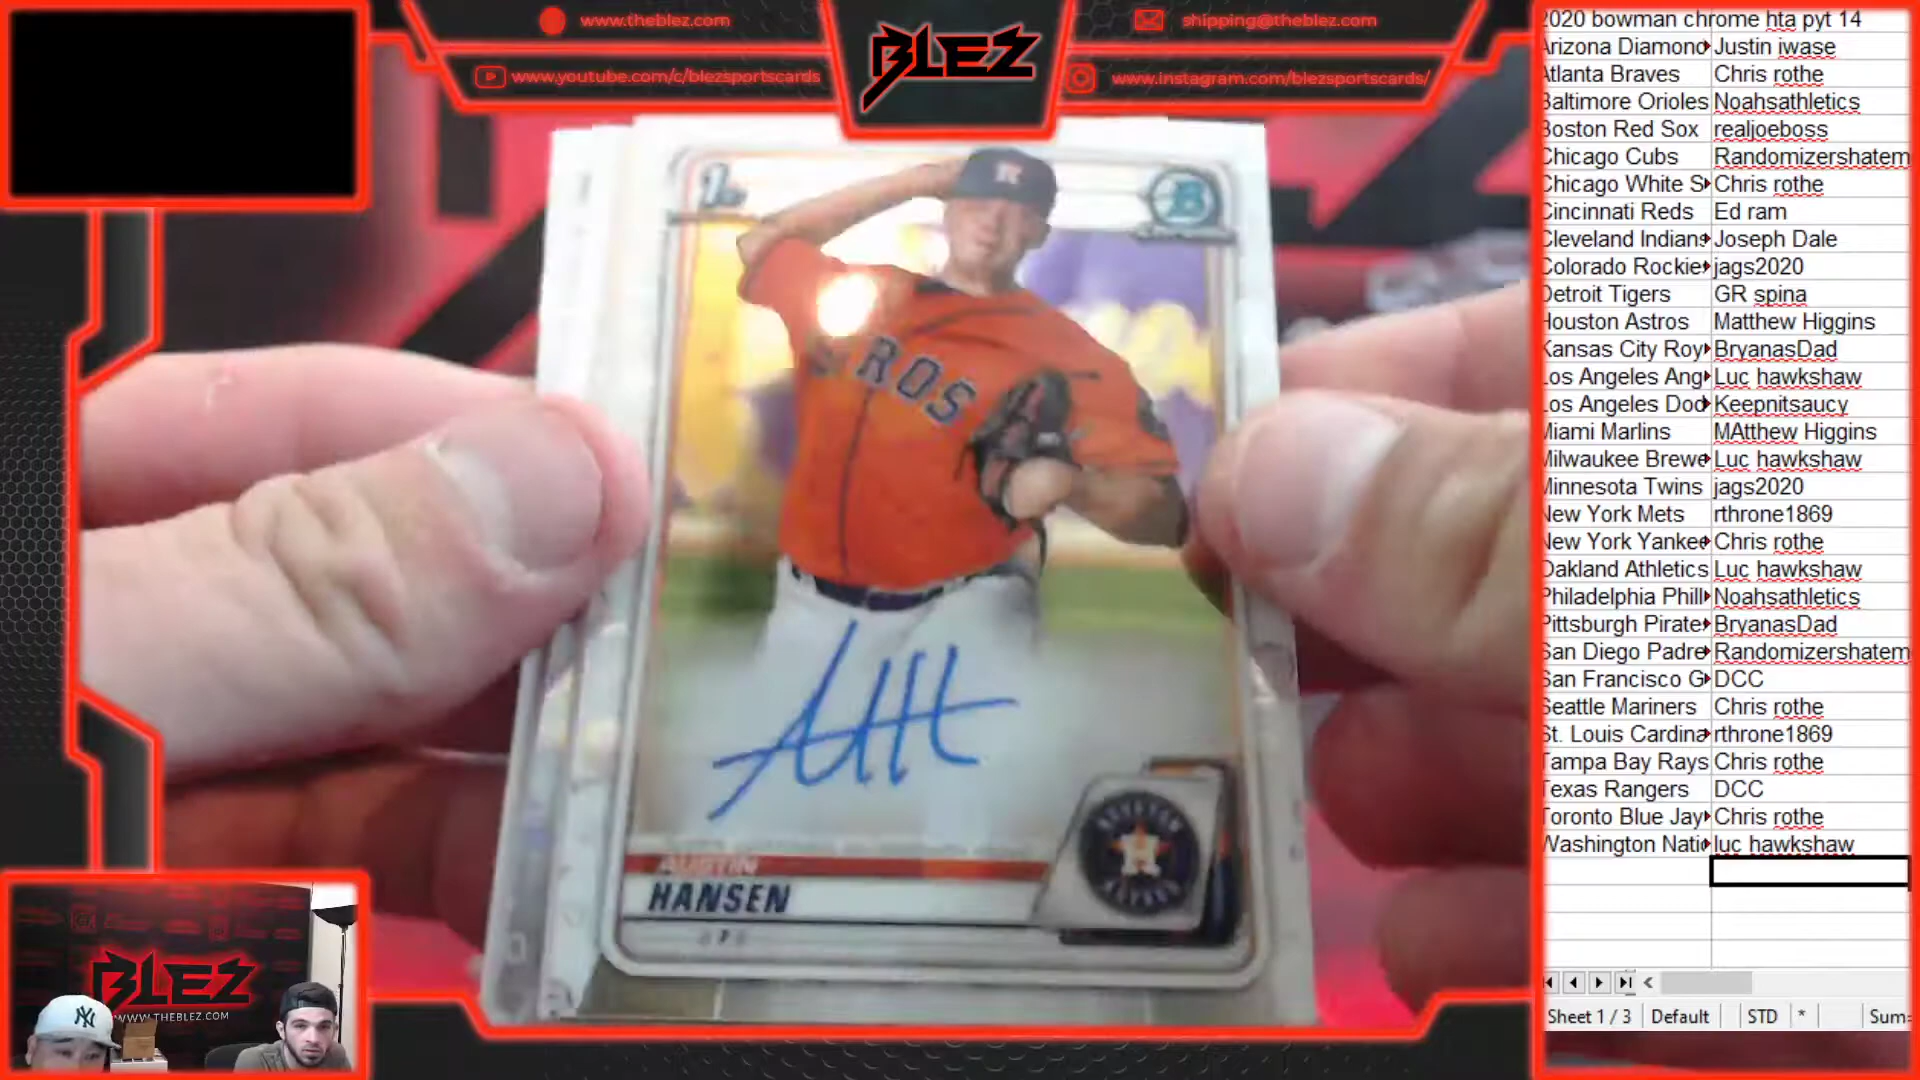 www.theblez.com
www.youtube.com/c/blezsportscards
BLEZ
shipping@theblez.com
www.instagram.com/blezsportscards/
1st
B
R
ROS
AUSTIN
HANSEN
P
HOUSTON
H
ASTROS
BLEZ
WWW.THEBLEZ.COM
NY
2020 bowman chrome hta pyt 14
Arizona Diamond Justin iwase
Atlanta Braves Chris rothe
Baltimore Orioles Noahsathletics
Boston Red Sox realjoeboss
Chicago Cubs Randomizershatem
Chicago White S Chris rothe
Cincinnati Reds Ed ram
Cleveland Indians Joseph Dale
Colorado Rockie jags2020
Detroit Tigers GR spina
Houston Astros Matthew Higgins
Kansas City Roy BryanasDad
Los Angeles Ang Luc hawkshaw
Los Angeles Dod Keepnitsaucy
Miami Marlins MAtthew Higgins
Milwaukee Brewe Luc hawkshaw
Minnesota Twins jags2020
New York Mets rthrone1869
New York Yankee Chris rothe
Oakland Athletics Luc hawkshaw
Philadelphia Phill Noahsathletics
Pittsburgh Pirate BryanasDad
San Diego Padre Randomizershatem
San Francisco G DCC
Seattle Mariners Chris rothe
St. Louis Cardina rthrone1869
Tampa Bay Rays Chris rothe
Texas Rangers DCC
Toronto Blue Jay Chris rothe
Washington Nati luc hawkshaw
Sheet 1 / 3 Default STD * Sum=